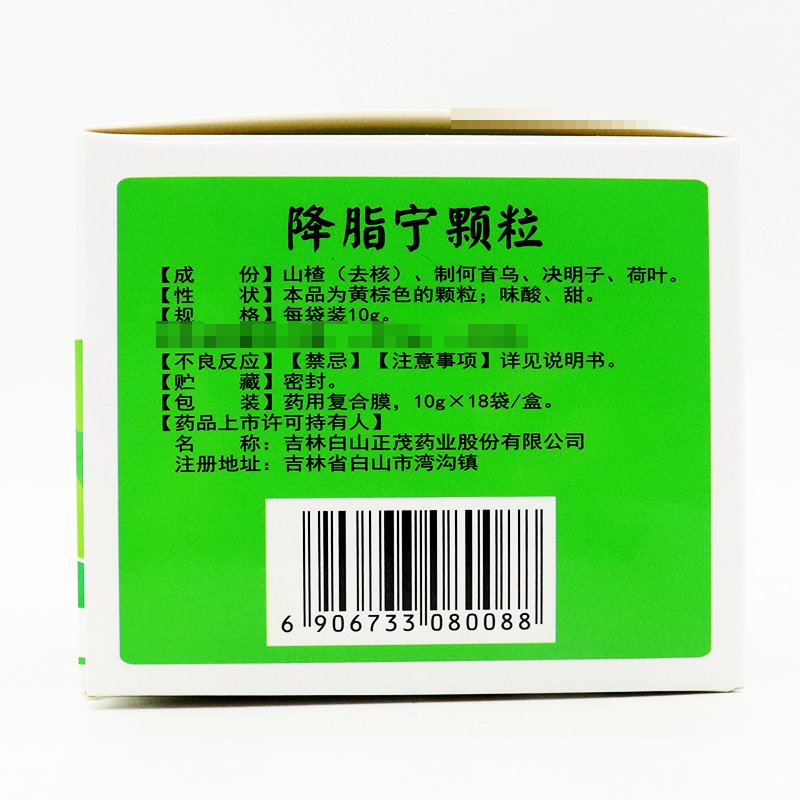 降脂宁颗粒
【成　份】山楂（去核）、制何首乌、决明子、荷叶。
【性　状】本品为黄棕色的颗粒；味酸、甜。
【规　格】每袋装10g。
【不良反应】【禁忌】【注意事项】详见说明书。
【贮　藏】密封。
【包　装】药用复合膜，10g×18袋/盒。
【药品上市许可持有人】
名　称：吉林白山正茂药业股份有限公司
注册地址：吉林省白山市湾沟镇
6 906733 080088